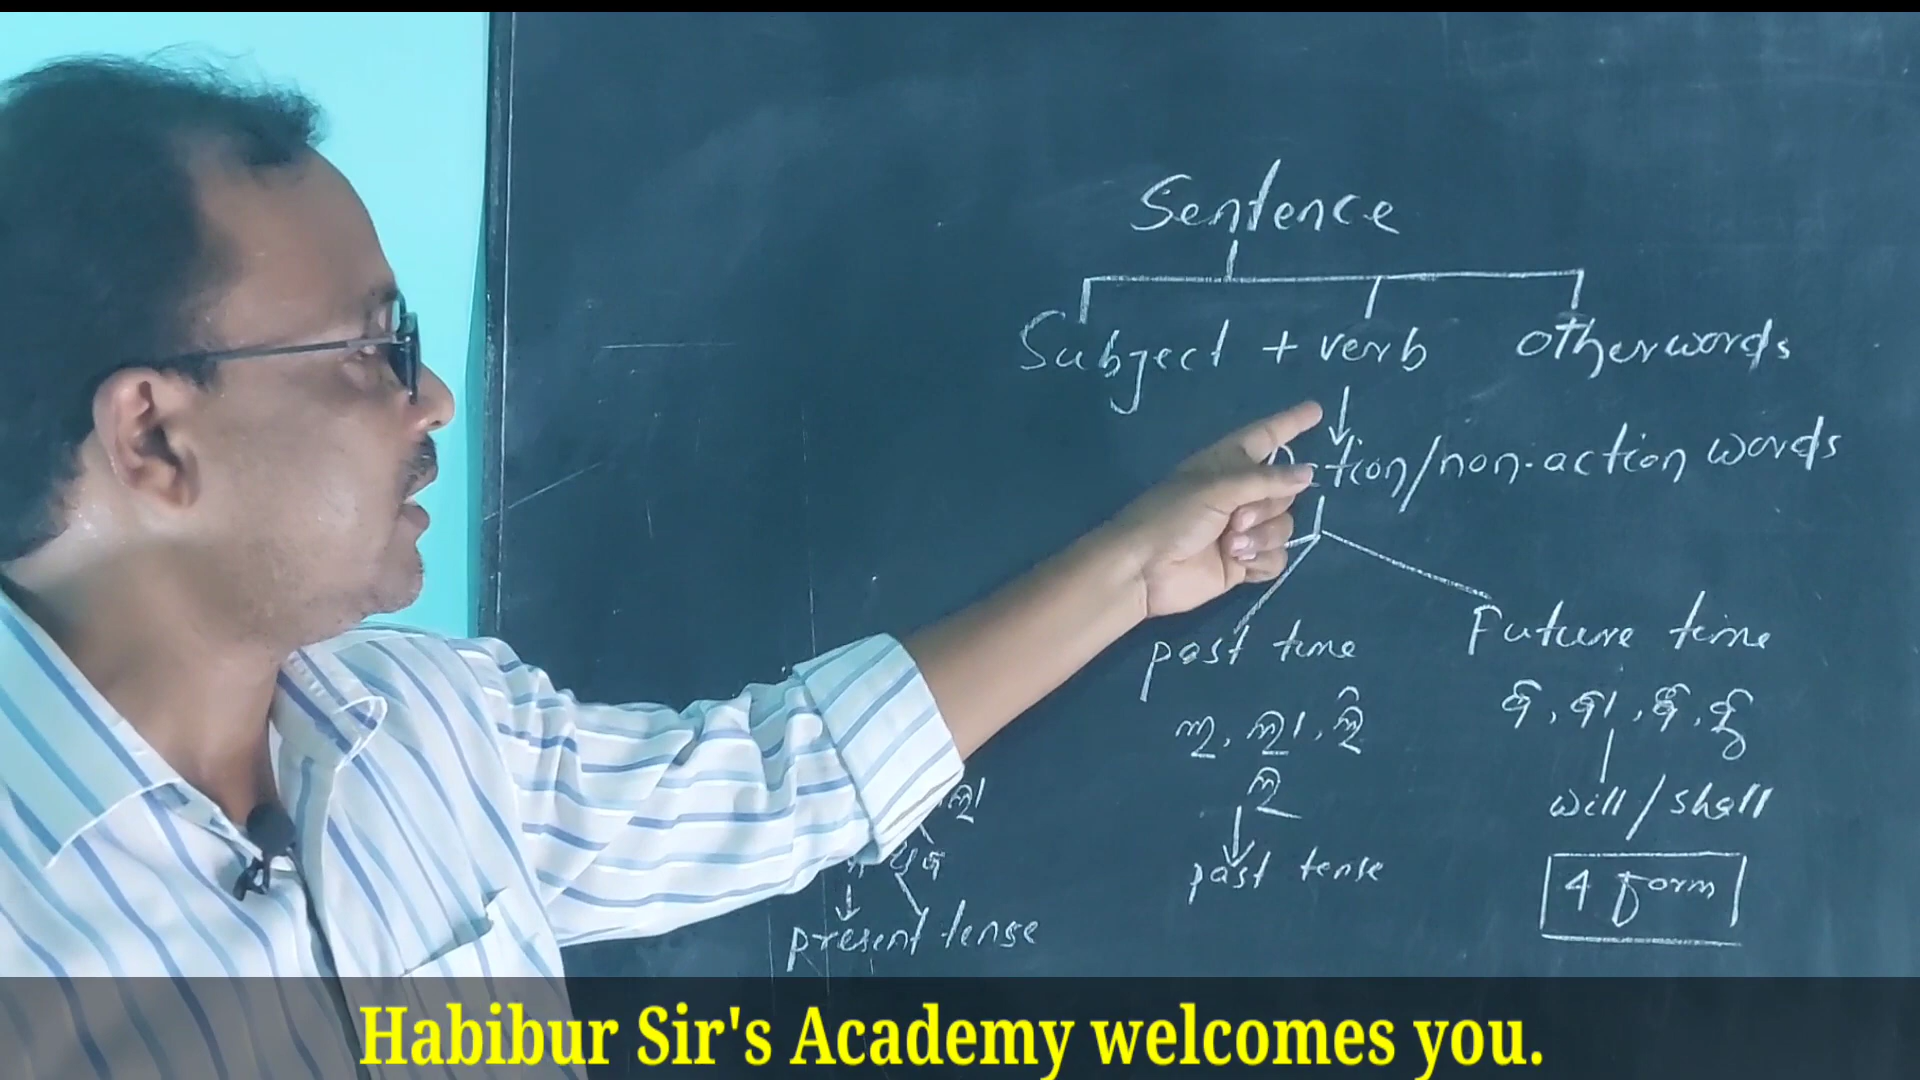 Sentence
Subject + verb otherwords
Action/non-action words
past time Future time
ଲ, ଲା, ଲି ବ, ବା, ବି, ବୁ
ଲୁ will/shall
past tense 4 form
present tense
Habibur Sir's Academy welcomes you.